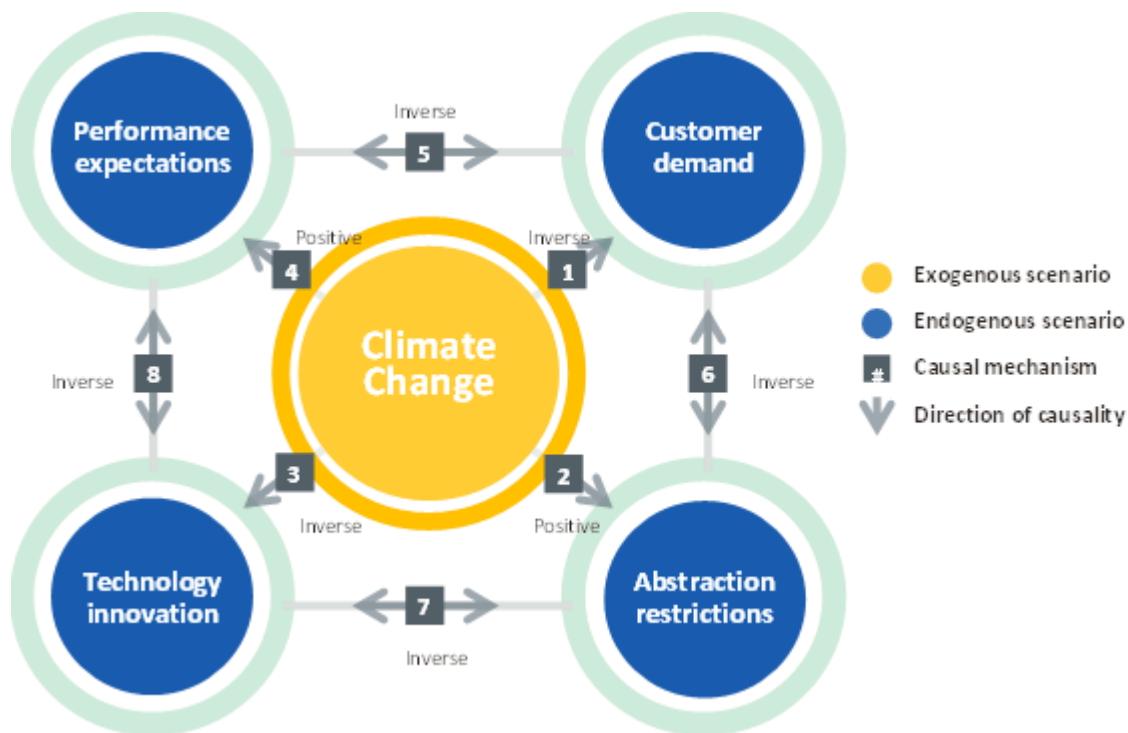 Inverse
Performance
expectations
5
Customer
demand
Positive
Inverse
4
1
Climate
Change
Exogenous scenario
Endogenous scenario
# Causal mechanism
Direction of causality
Inverse
8
6
Inverse
3
2
Inverse
Positive
Technology
innovation
7
Abstraction
restrictions
Inverse